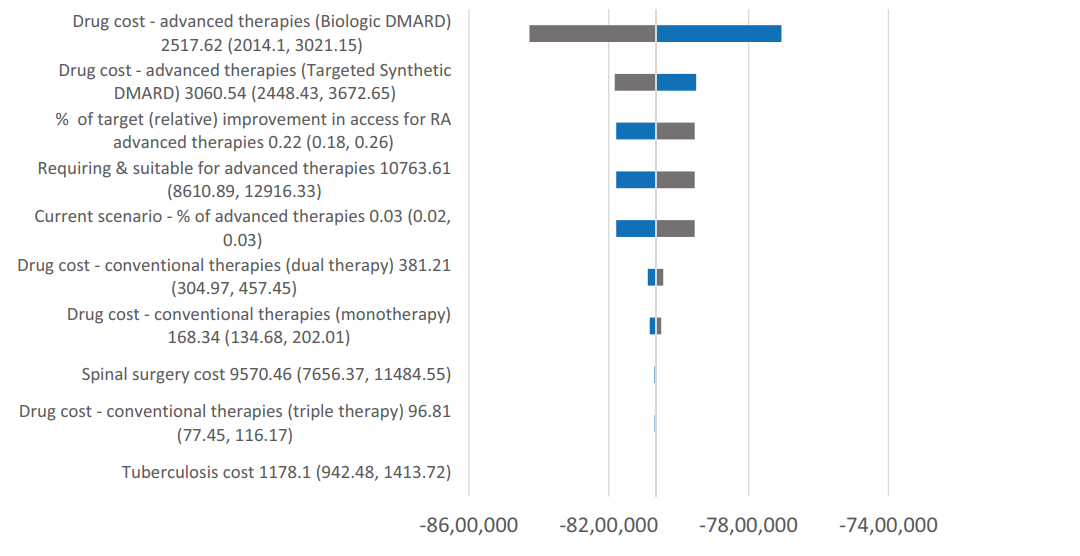 Drug cost - advanced therapies (Biologic DMARD)
2517.62 (2014.1, 3021.15)
Drug cost - advanced therapies (Targeted Synthetic
DMARD) 3060.54 (2448.43, 3672.65)
% of target (relative) improvement in access for RA
advanced therapies 0.22 (0.18, 0.26)
Requiring & suitable for advanced therapies 10763.61
(8610.89, 12916.33)
Current scenario - % of advanced therapies 0.03 (0.02,
0.03)
Drug cost - conventional therapies (dual therapy) 381.21
(304.97, 457.45)
Drug cost - conventional therapies (monotherapy)
168.34 (134.68, 202.01)
Spinal surgery cost 9570.46 (7656.37, 11484.55)
Drug cost - conventional therapies (triple therapy) 96.81
(77.45, 116.17)
Tuberculosis cost 1178.1 (942.48, 1413.72)
-86,00,000 -82,00,000 -78,00,000 -74,00,000